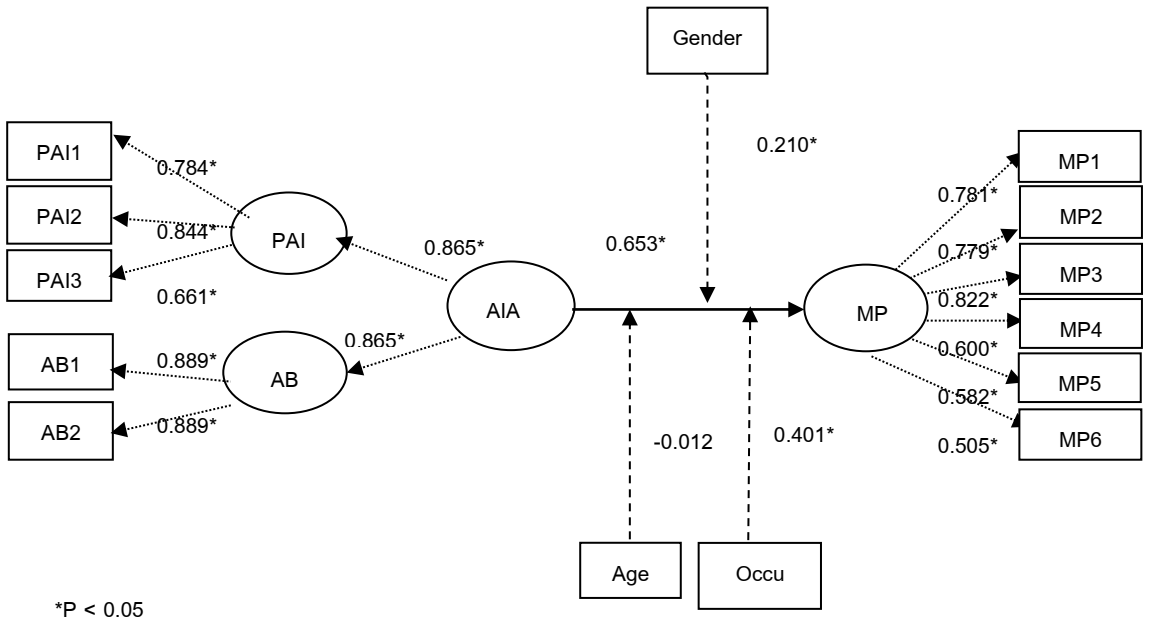 Gender
0.210*
PAI1
0.784*
PAI2
0.844*
PAI3
0.661*
PAI
0.865*
AIA
0.653*
AB1
0.889*
AB2
0.889*
AB
0.865*
MP
0.781*
MP1
0.779*
MP2
0.822*
MP3
0.600*
MP4
0.582*
MP5
0.505*
MP6
-0.012
0.401*
Age
Occu
*P < 0.05